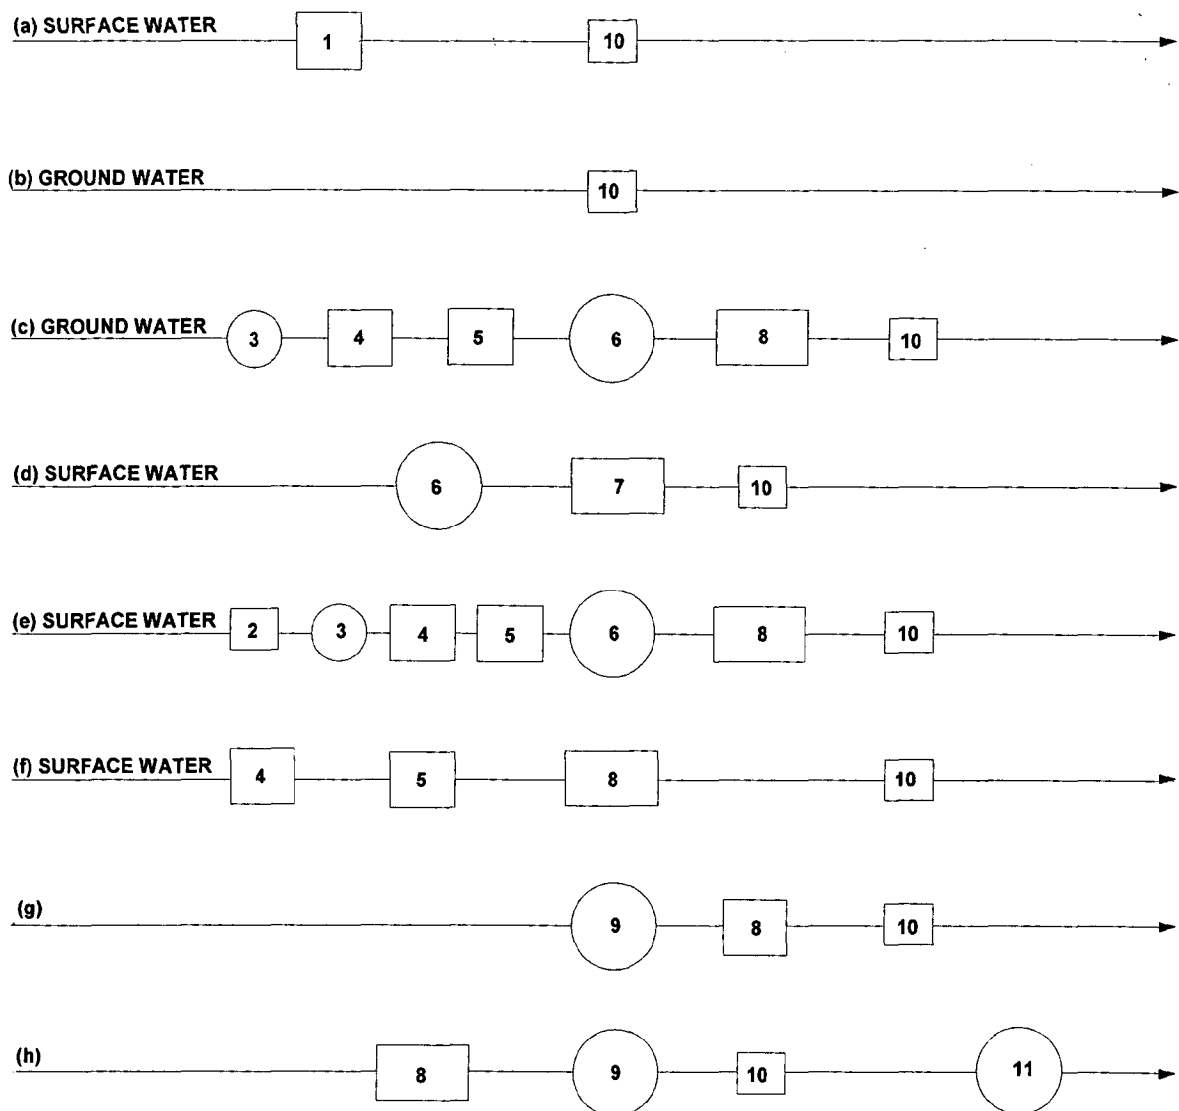 (a) SURFACE WATER 1 10
(b) GROUND WATER 10
(c) GROUND WATER 3 4 5 6 8 10
(d) SURFACE WATER 6 7 10
(e) SURFACE WATER 2 3 4 5 6 8 10
(f) SURFACE WATER 4 5 8 10
(g) 9 8 10
(h) 8 9 10 11